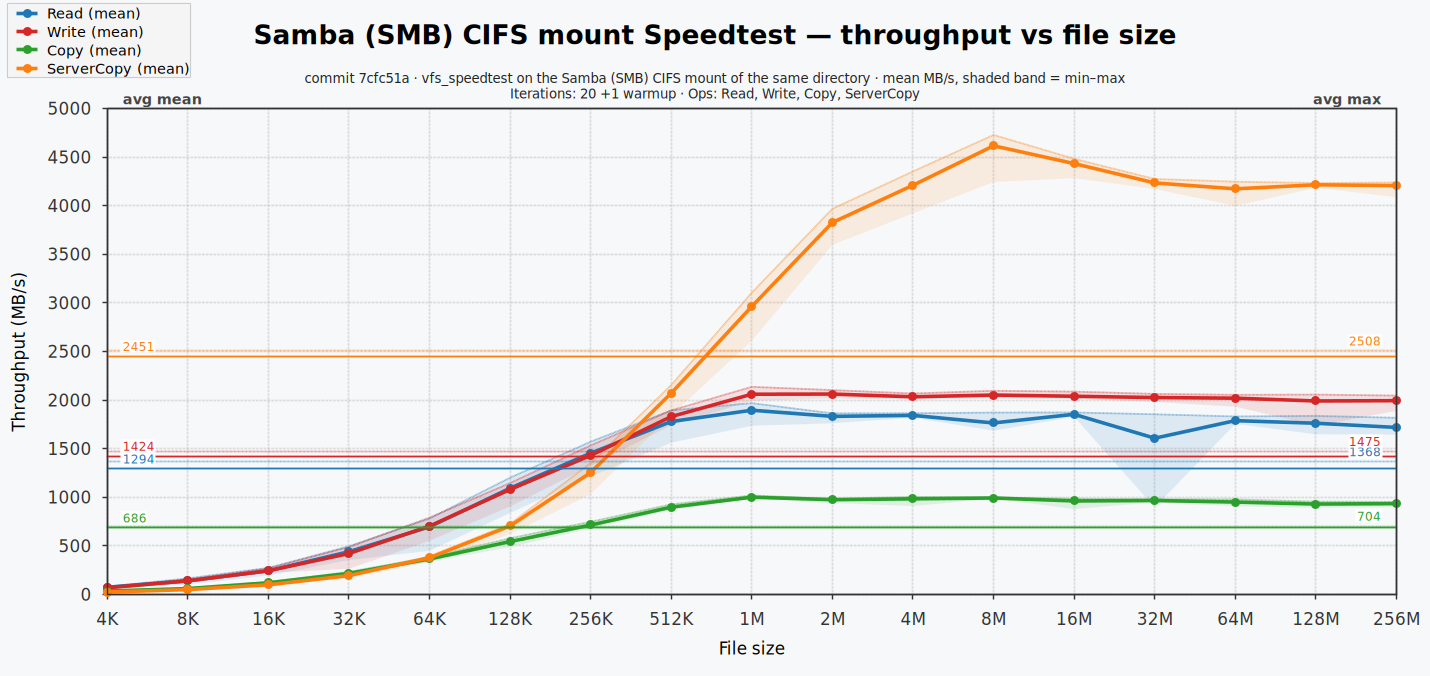 Read (mean)
Write (mean)
Copy (mean)
ServerCopy (mean)
Samba (SMB) CIFS mount Speedtest — throughput vs file size
commit 7cfc51a · vfs_speedtest on the Samba (SMB) CIFS mount of the same directory · mean MB/s, shaded band = min–max
Iterations: 20 +1 warmup · Ops: Read, Write, Copy, ServerCopy
avg mean
avg max
5000
4500
4000
3500
3000
2500
2000
1500
1000
500
0
Throughput (MB/s)
2451
2508
1424
1475
1294
1368
686
704
4K
8K
16K
32K
64K
128K
256K
512K
1M
2M
4M
8M
16M
32M
64M
128M
256M
File size